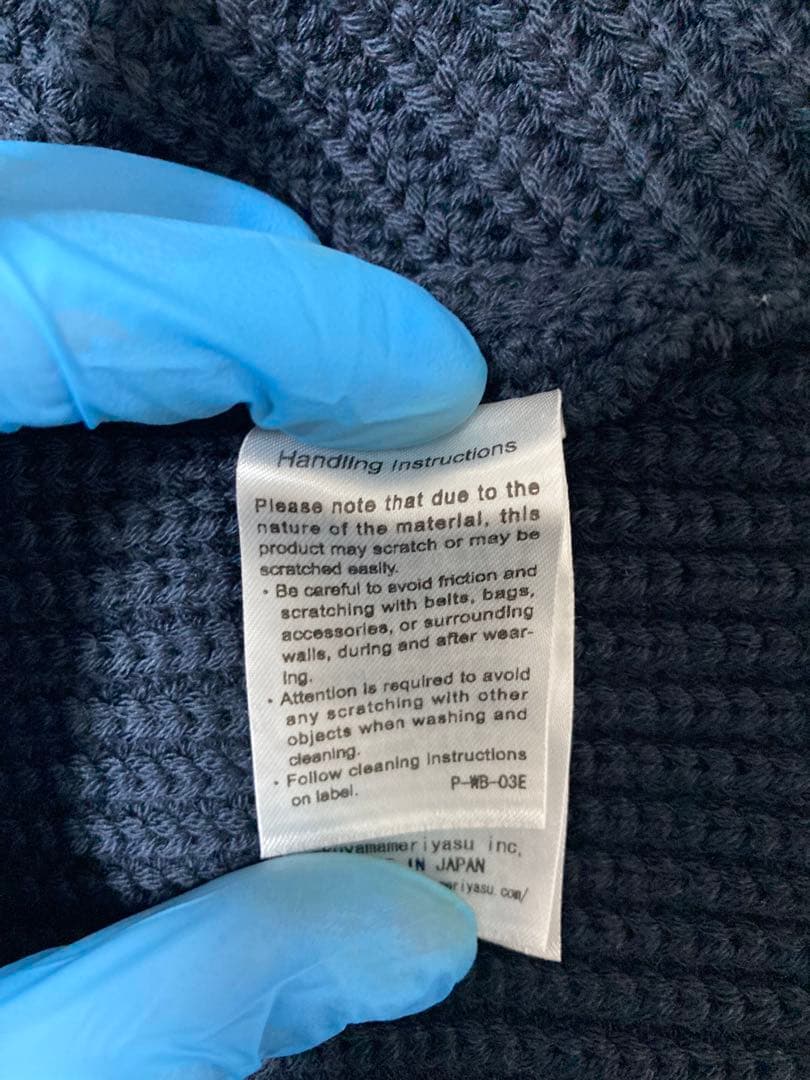 Handling Instructions
Please note that due to the
nature of the material, this
product may scratch or may be
scratched easily.
・Be careful to avoid friction and
scratching with belts, bags,
accessories, or surrounding
walls, during and after wear-
ing.
・Attention is required to avoid
any scratching with other
objects when washing and
cleaning.
・Follow cleaning instructions
on label.
P-WB-03E
inc.
IN JAPAN